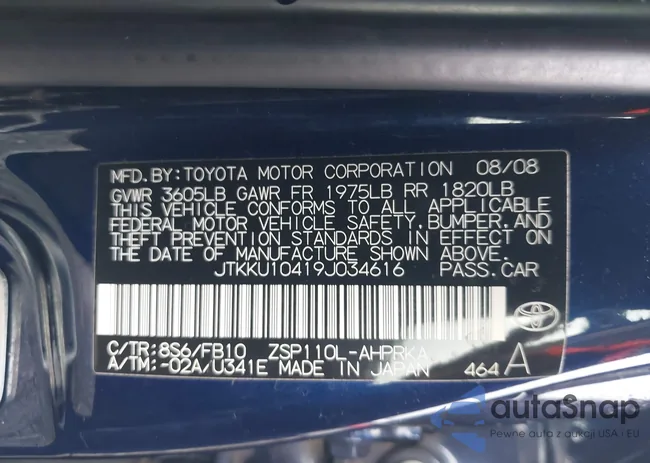 MFD.BY:TOYOTA MOTOR CORPORATION 08/08
GVWR 3605LB GAWR FR 1975LB RR 1820LB
THIS VEHICLE CONFORMS TO ALL APPLICABLE
FEDERAL MOTOR VEHICLE SAFETY,BUMPER,AND
THEFT PREVENTION STANDARDS IN EFFECT ON
THE DATE OF MANUFACTURE SHOWN ABOVE.
JTKKU10419J034616 PASS.CAR
C/TR:8S6/FB10 ZSP110L-AHPRKA
A/TM:-02A/U341E MADE IN JAPAN 464 A
autaSnap
Pewne auta z aukcji USA i EU